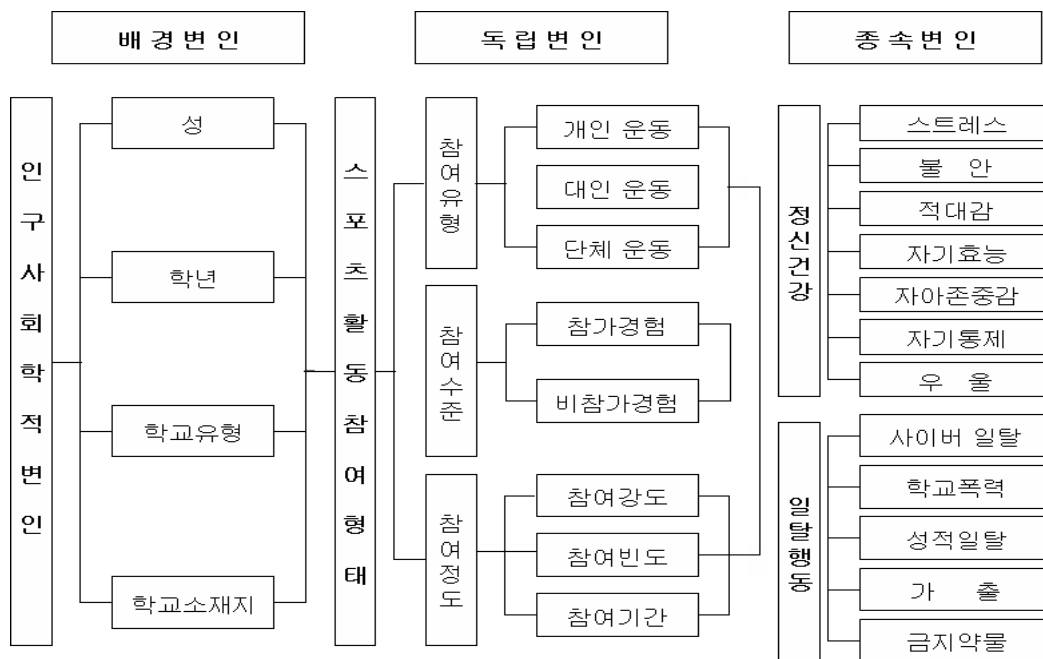 배 경 변 인
독 립 변 인
종 속 변 인
인구사회학적변인
성
학년
학교유형
학교소재지
스포츠활동참여형태
참여유형
개인 운동
대인 운동
단체 운동
참여수준
참가경험
비참가경험
참여정도
참여강도
참여빈도
참여기간
정신건강
스트레스
불 안
적대감
자기효능
자아존중감
자기통제
우 울
일탈행동
사이버 일탈
학교폭력
성적일탈
가 출
금지약물